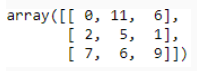 array([[ 0, 11,  6],
       [ 2,  5,  1],
       [ 7,  6,  9]])